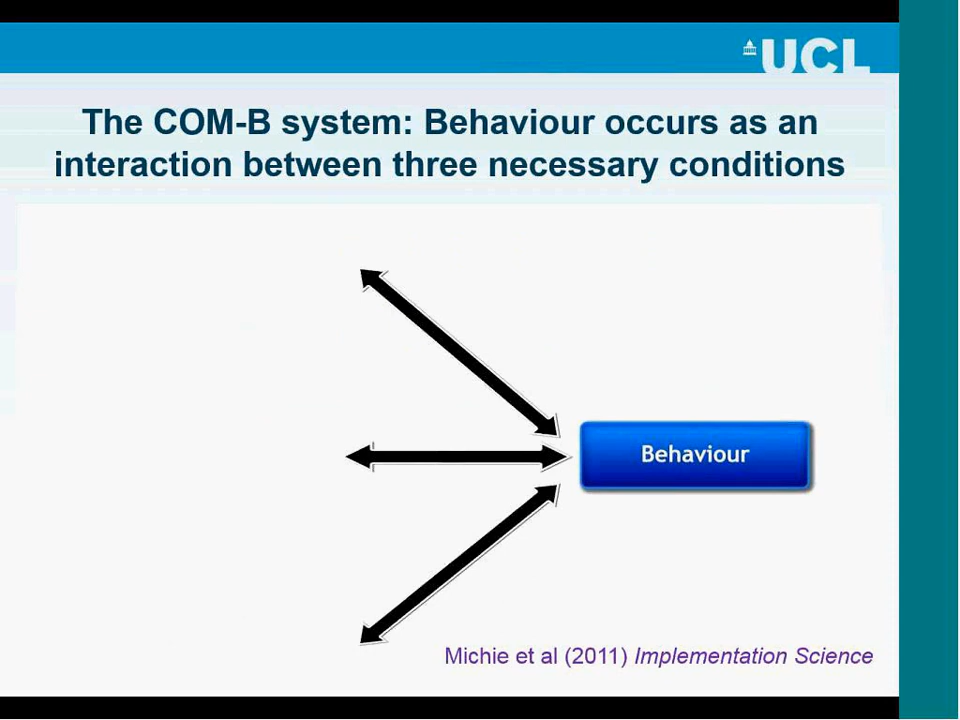 UCL
The COM-B system: Behaviour occurs as an
interaction between three necessary conditions
Behaviour
Michie et al (2011) Implementation Science